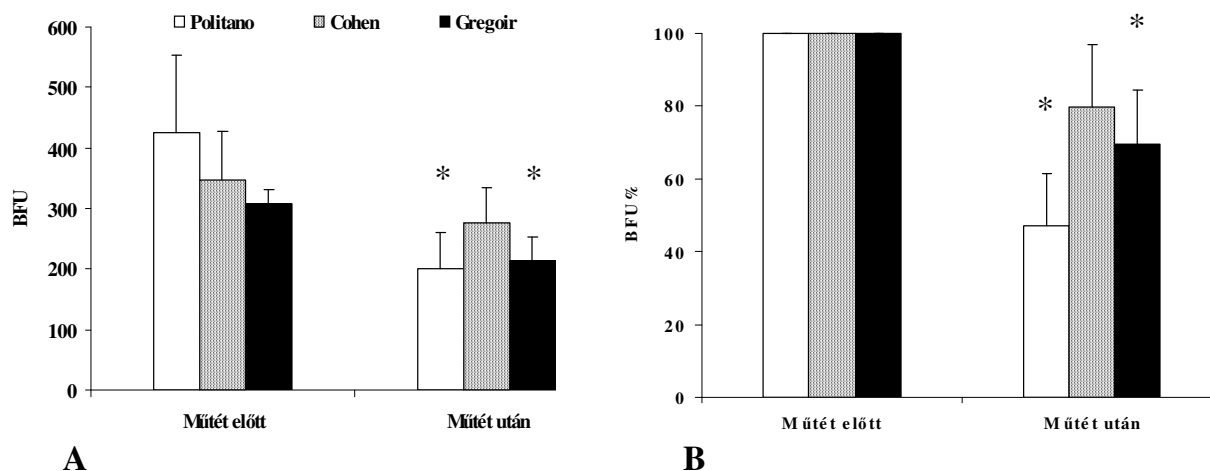 Politano Cohen Gregoir
600
500
400
300
200
100
0
BFU
* *
Műtét előtt Műtét után
A
100
80
60
40
20
0
BFU %
* *
Műtét előtt Műtét után
B